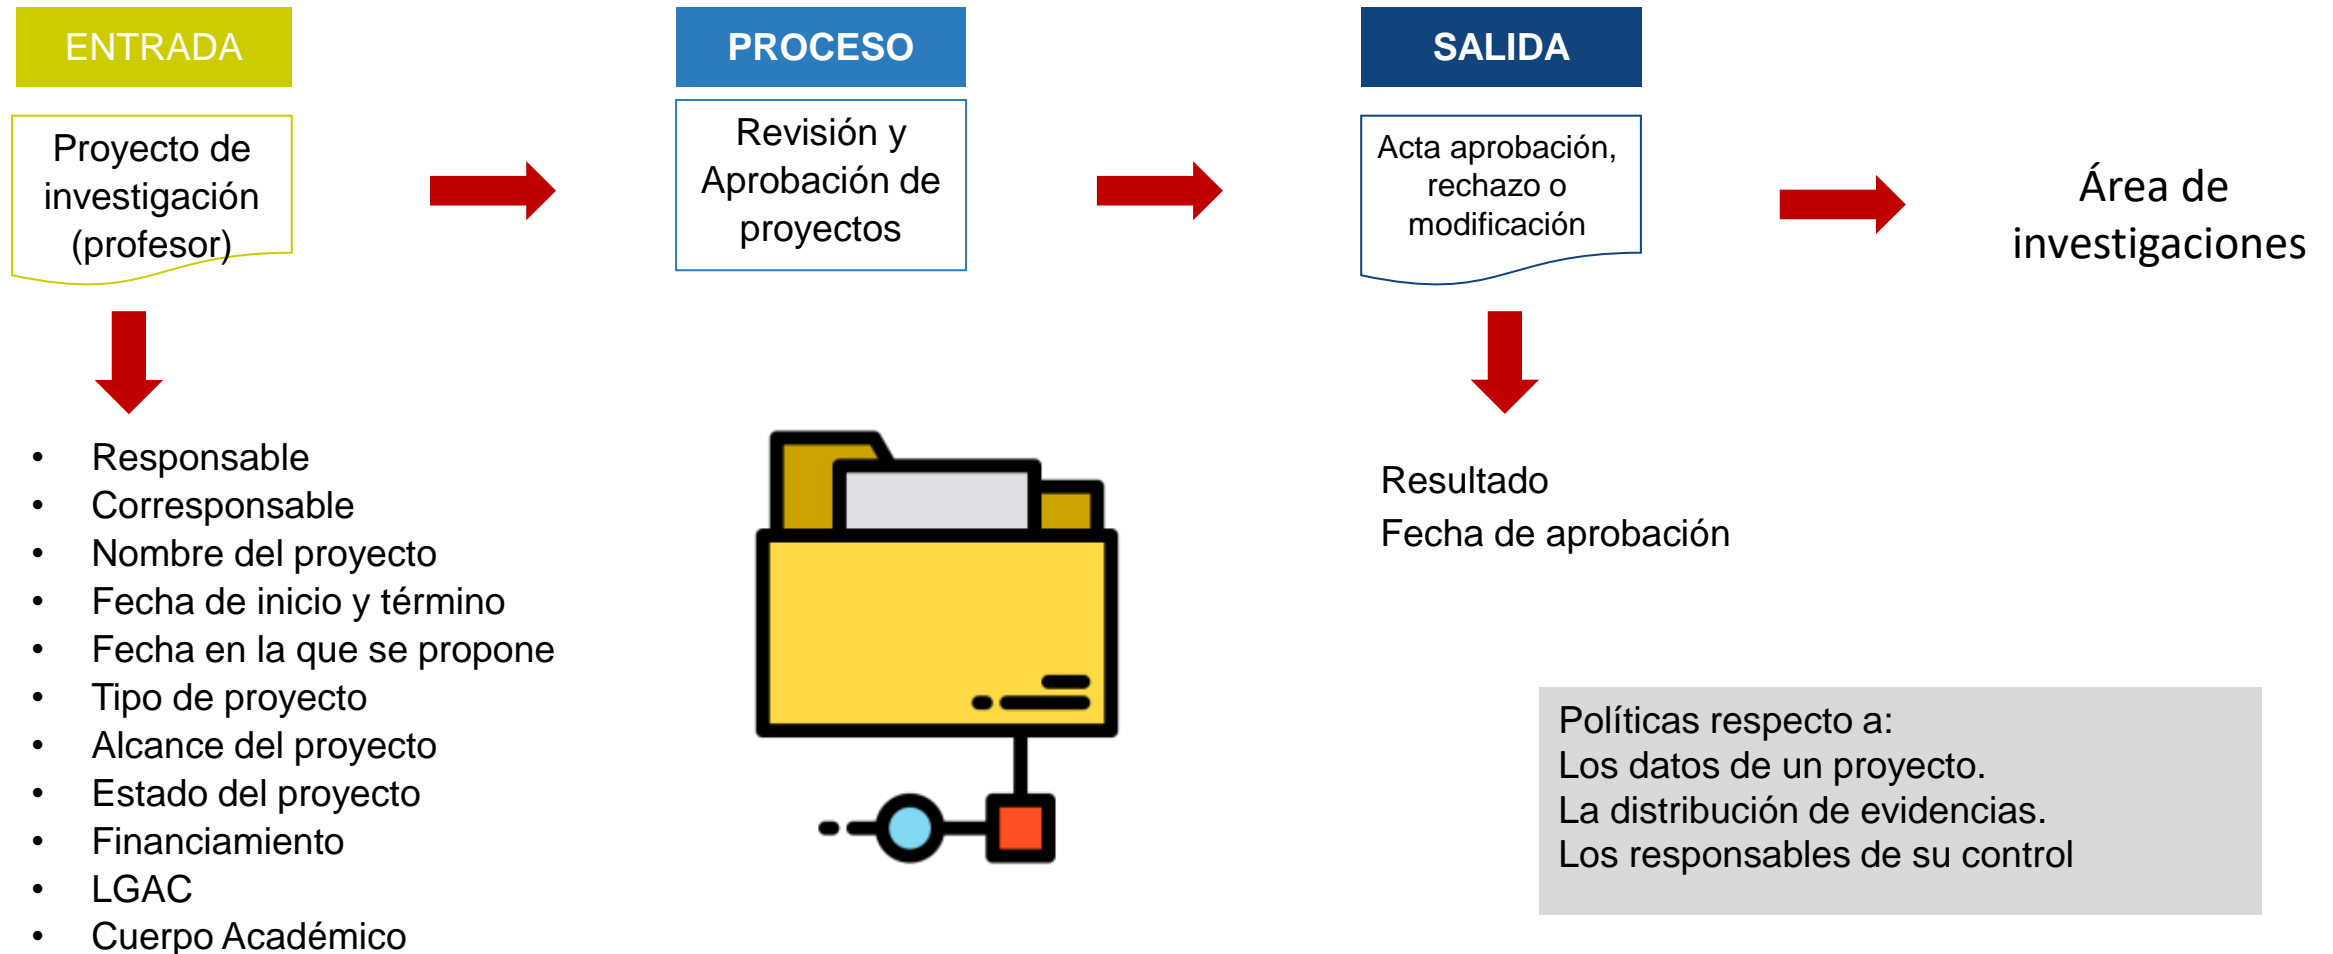 ENTRADA
Proyecto de
investigación
(profesor)
• Responsable
• Corresponsable
• Nombre del proyecto
• Fecha de inicio y término
• Fecha en la que se propone
• Tipo de proyecto
• Alcance del proyecto
• Estado del proyecto
• Financiamiento
• LGAC
• Cuerpo Académico
PROCESO
Revisión y
Aprobación de
proyectos
SALIDA
Acta aprobación,
rechazo o
modificación
Resultado
Fecha de aprobación
Área de
investigaciones
Políticas respecto a:
Los datos de un proyecto.
La distribución de evidencias.
Los responsables de su control